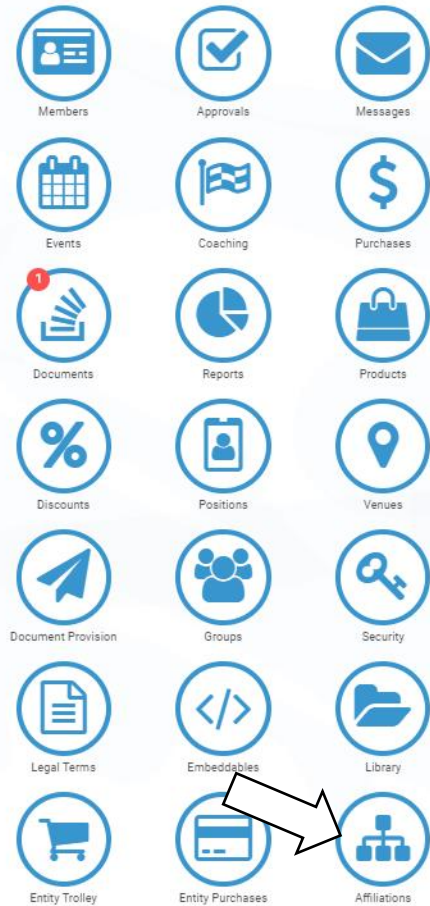 Members Approvals Messages
Events Coaching Purchases
1
Documents Reports Products
Discounts Positions Venues
Document Provision Groups Security
Legal Terms Embeddables Library
Entity Trolley Entity Purchases Affiliations